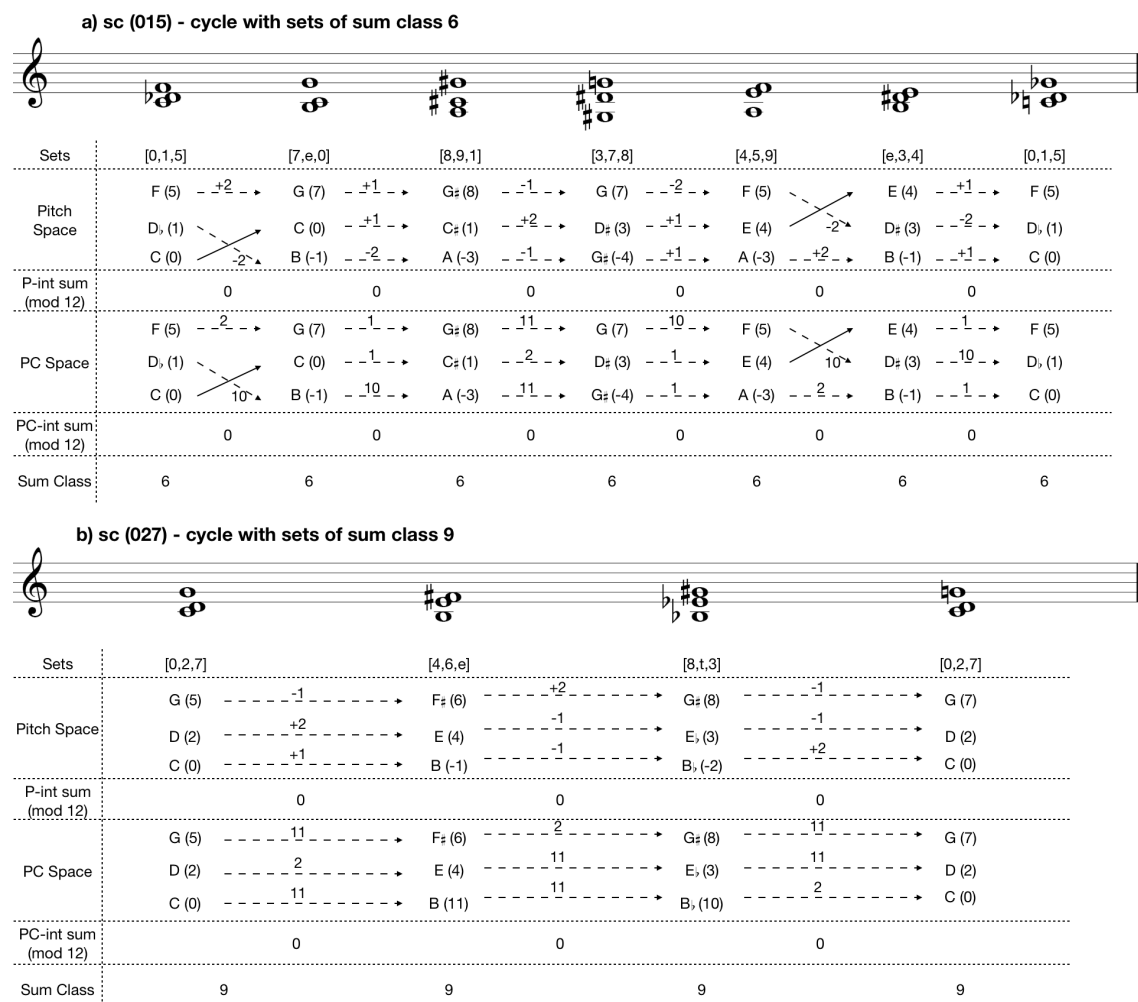 a) sc (015) - cycle with sets of sum class 6
Sets [0,1,5] [7,e,0] [8,9,1] [3,7,8] [4,5,9] [e,3,4] [0,1,5]
Pitch Space
F (5) +2 G (7) +1 G♯ (8) -1 G (7) -2 F (5) E (4) +1 F (5)
D♭ (1) C (0) +1 C♯ (1) +2 D♯ (3) +1 E (4) -2 D♯ (3) -2 D♭ (1)
C (0) -2 B (-1) -2 A (-3) -1 G♯ (-4) +1 A (-3) +2 B (-1) +1 C (0)
P-int sum (mod 12) 0 0 0 0 0 0
PC Space
F (5) 2 G (7) 1 G♯ (8) 11 G (7) 10 F (5) E (4) 1 F (5)
D♭ (1) C (0) 1 C♯ (1) 2 D♯ (3) 1 E (4) 10 D♯ (3) 10 D♭ (1)
C (0) 10 B (-1) 10 A (-3) 11 G♯ (-4) 1 A (-3) 2 B (-1) 1 C (0)
PC-int sum (mod 12) 0 0 0 0 0 0
Sum Class 6 6 6 6 6 6 6
b) sc (027) - cycle with sets of sum class 9
Sets [0,2,7] [4,6,e] [8,t,3] [0,2,7]
Pitch Space
G (5) -1 F♯ (6) +2 G♯ (8) -1 G (7)
D (2) +2 E (4) -1 E♭ (3) -1 D (2)
C (0) +1 B (-1) -1 B♭ (-2) +2 C (0)
P-int sum (mod 12) 0 0 0
PC Space
G (5) 11 F♯ (6) 2 G♯ (8) 11 G (7)
D (2) 2 E (4) 11 E♭ (3) 11 D (2)
C (0) 11 B (11) 11 B♭ (10) 2 C (0)
PC-int sum (mod 12) 0 0 0
Sum Class 9 9 9 9